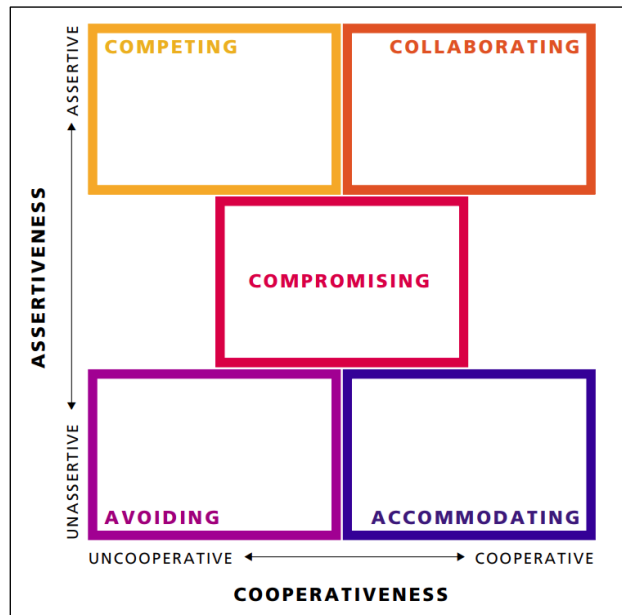 COMPETING
COLLABORATING
COMPROMISING
AVOIDING
ACCOMMODATING
ASSERTIVE
ASSERTIVENESS
UNASSERTIVE
UNCOOPERATIVE
COOPERATIVE
COOPERATIVENESS